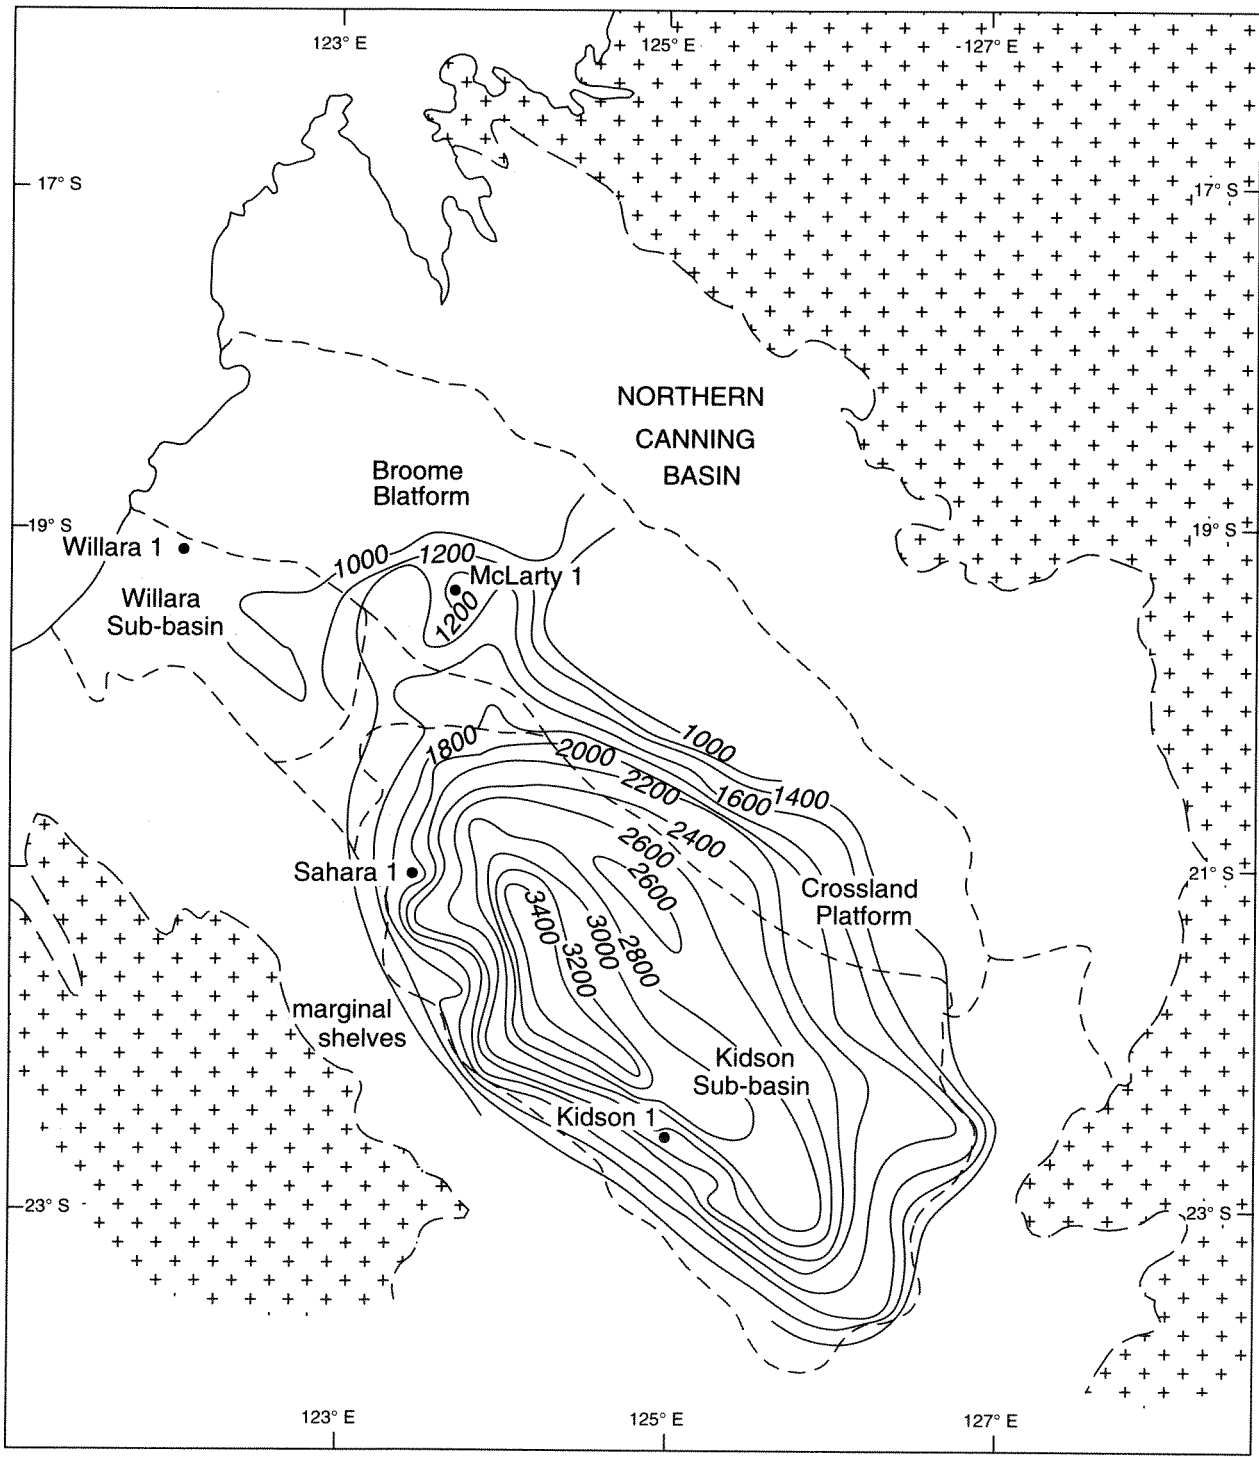 123° E
125° E
127° E
17° S
17° S
NORTHERN
CANNING
BASIN
Broome
Blatform
19° S
19° S
Willara 1
1000
1200
McLarty 1
1200
Willara
Sub-basin
1800
2000
2200
1000
1600
1400
2400
2600
2600
Sahara 1
21° S
Crossland
Platform
3400
3200
3000
2800
marginal
shelves
Kidson
Sub-basin
Kidson 1
23° S
23° S
123° E
125° E
127° E